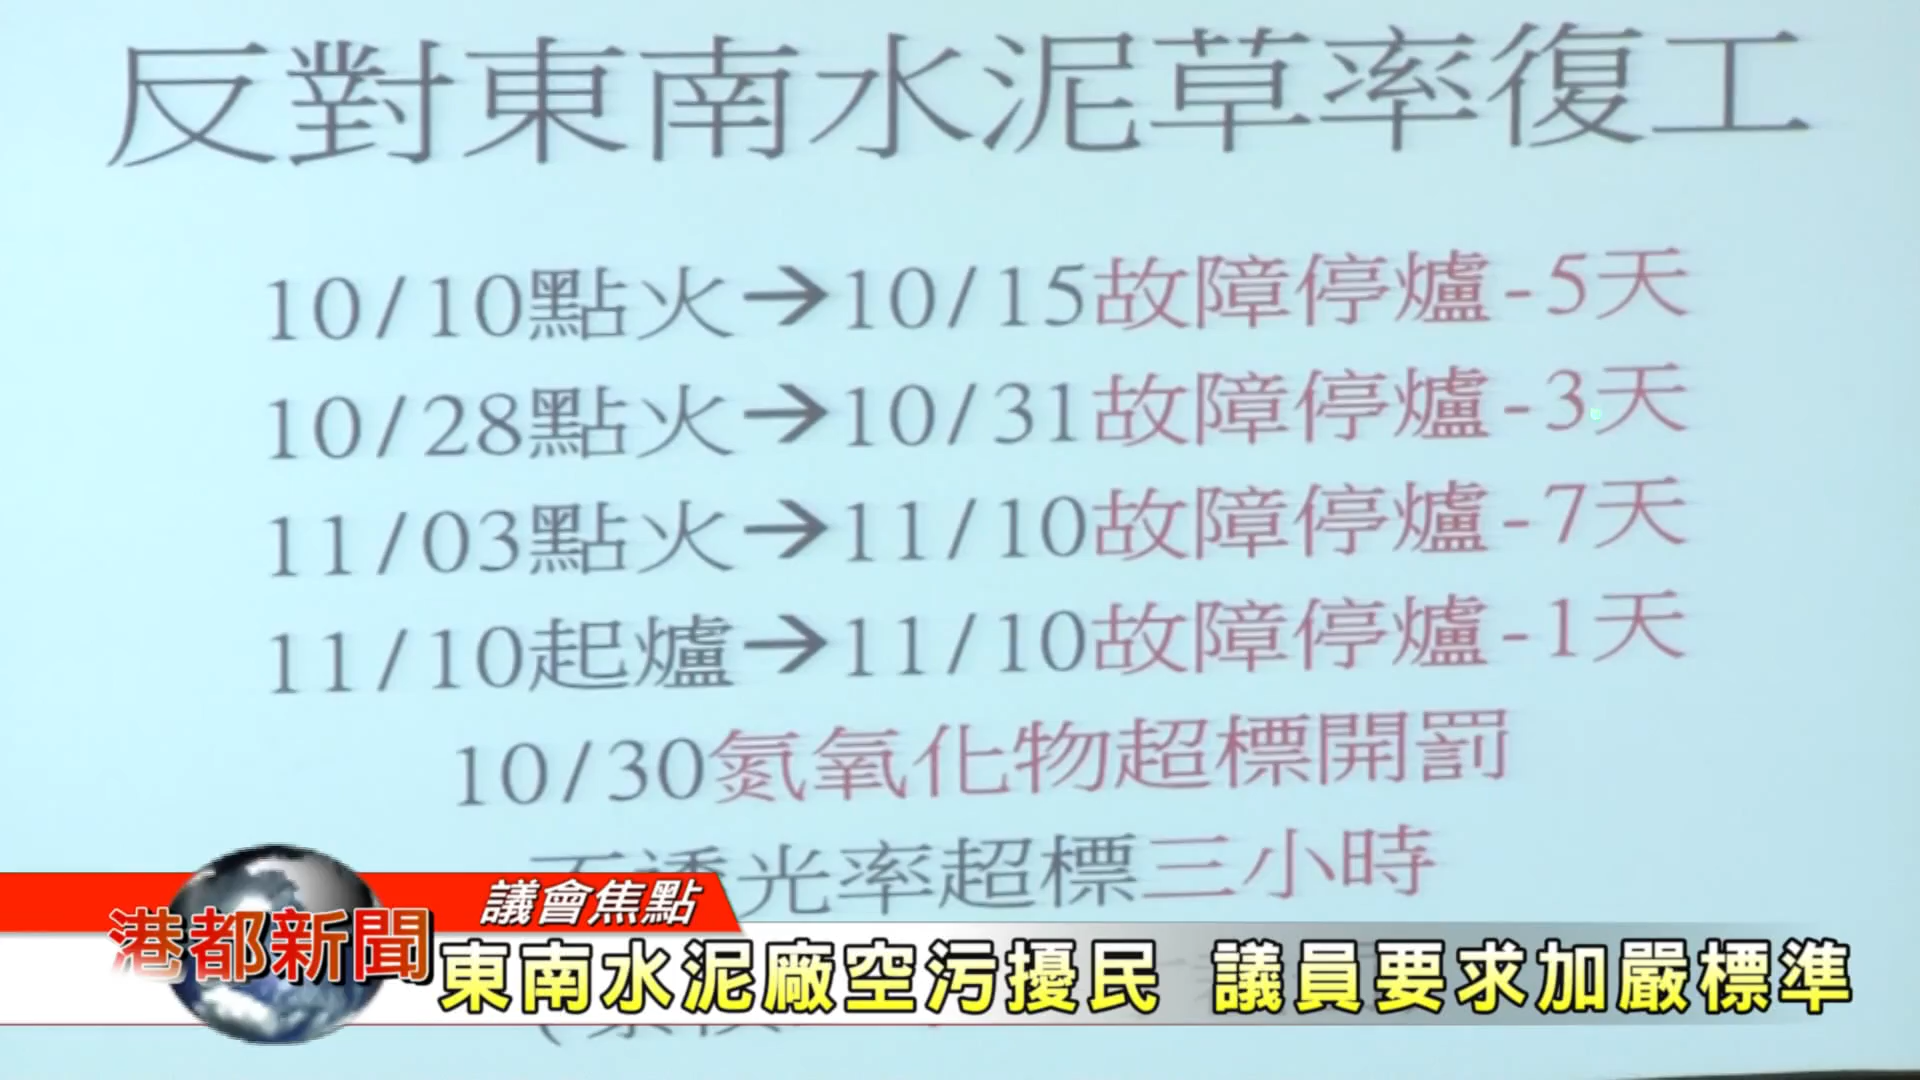 反對東南水泥草率復工
10/10點火→10/15故障停爐-5天
10/28點火→10/31故障停爐-3天
11/03點火→11/10故障停爐-7天
11/10起爐→11/10故障停爐-1天
10/30氮氧化物超標開罰
不透光率超標三小時
議會焦點
港都新聞
東南水泥廠空污擾民 議員要求加嚴標準